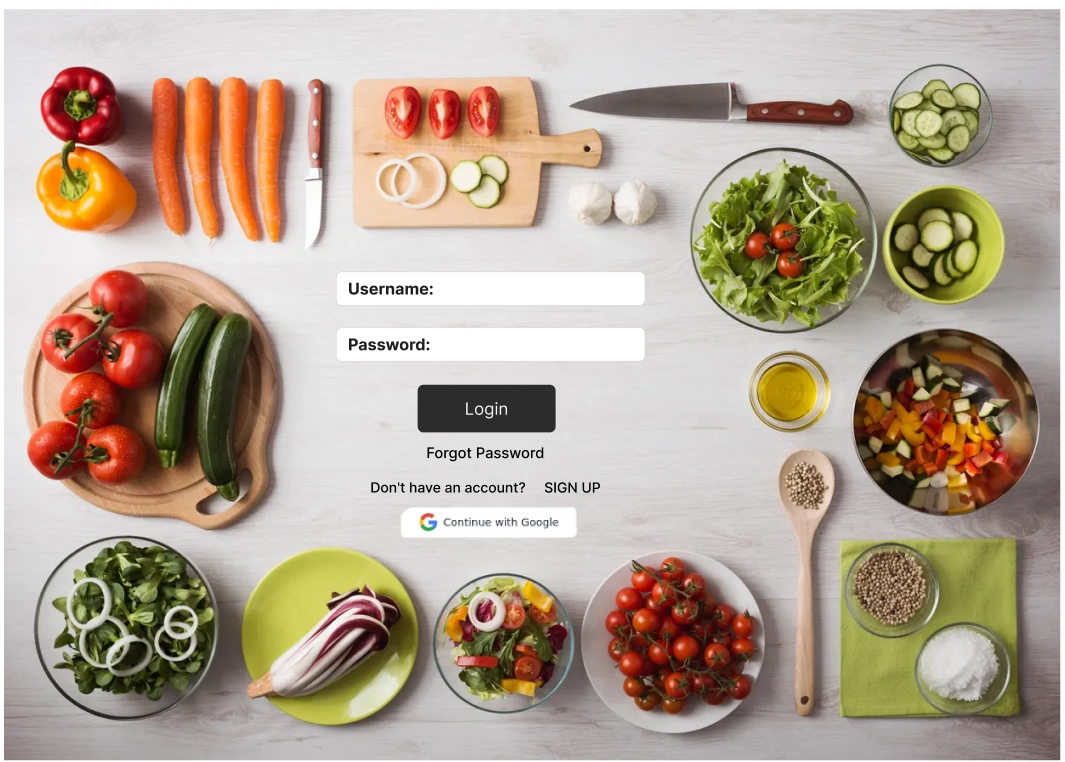 Username:
Password:
Login
Forgot Password
Don't have an account? SIGN UP
Continue with Google